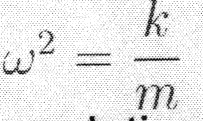 ω² = k/m